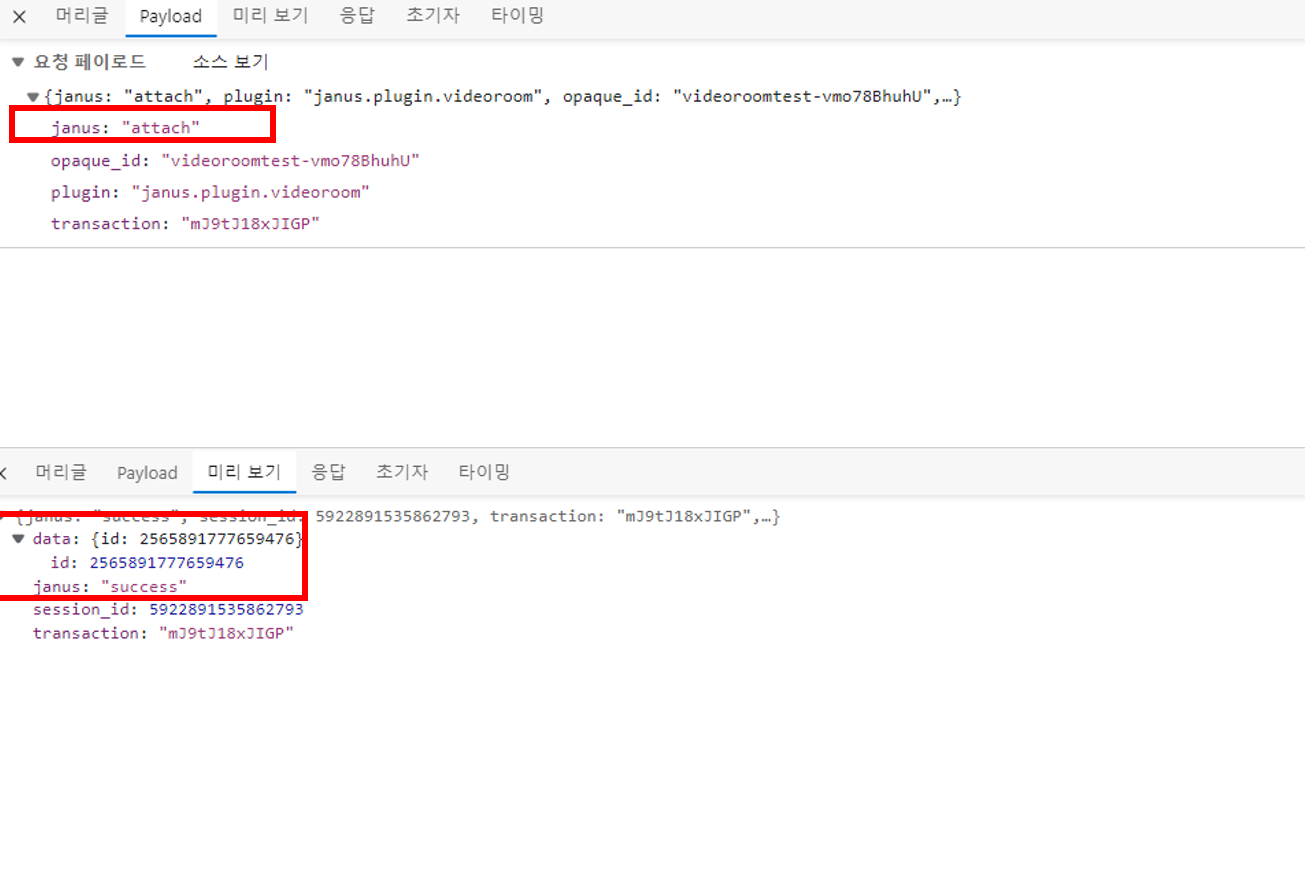 머리글 Payload 미리 보기 응답 초기자 타이밍
요청 페이로드 소스 보기
{janus: "attach", plugin: "janus.plugin.videoroom", opaque_id: "videoroomtest-vmo78BhuhU",…}
janus: "attach"
opaque_id: "videoroomtest-vmo78BhuhU"
plugin: "janus.plugin.videoroom"
transaction: "mJ9tJ18xJIGP"
머리글 Payload 미리 보기 응답 초기자 타이밍
{janus: "success", session_id: 5922891535862793, transaction: "mJ9tJ18xJIGP",…}
data: {id: 2565891777659476}
id: 2565891777659476
janus: "success"
session_id: 5922891535862793
transaction: "mJ9tJ18xJIGP"